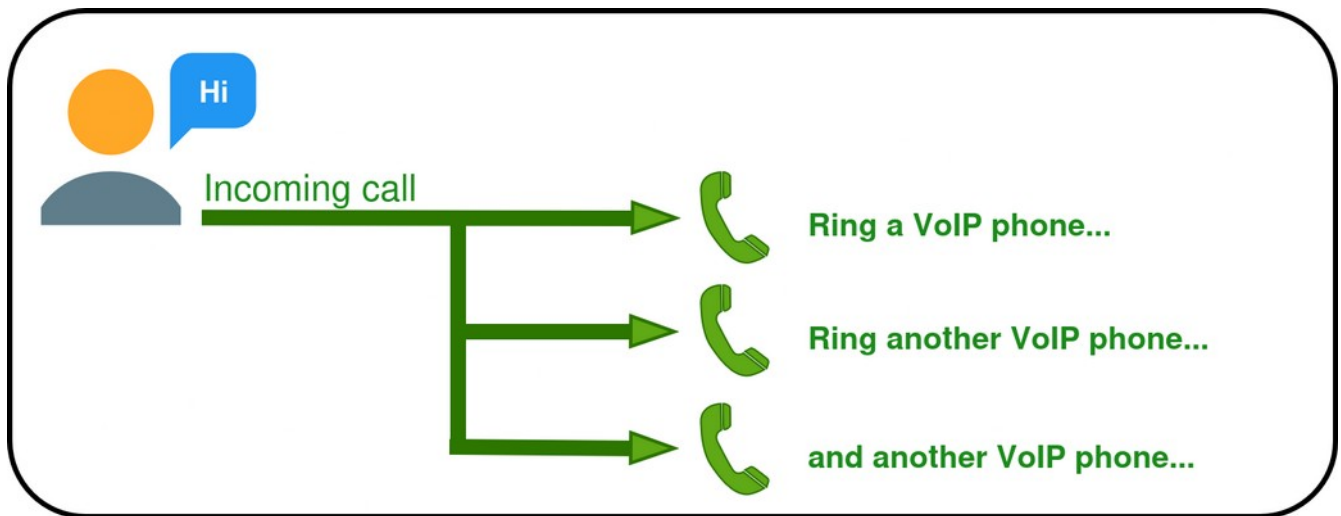 Hi
Incoming call
Ring a VoIP phone...
Ring another VoIP phone...
and another VoIP phone...